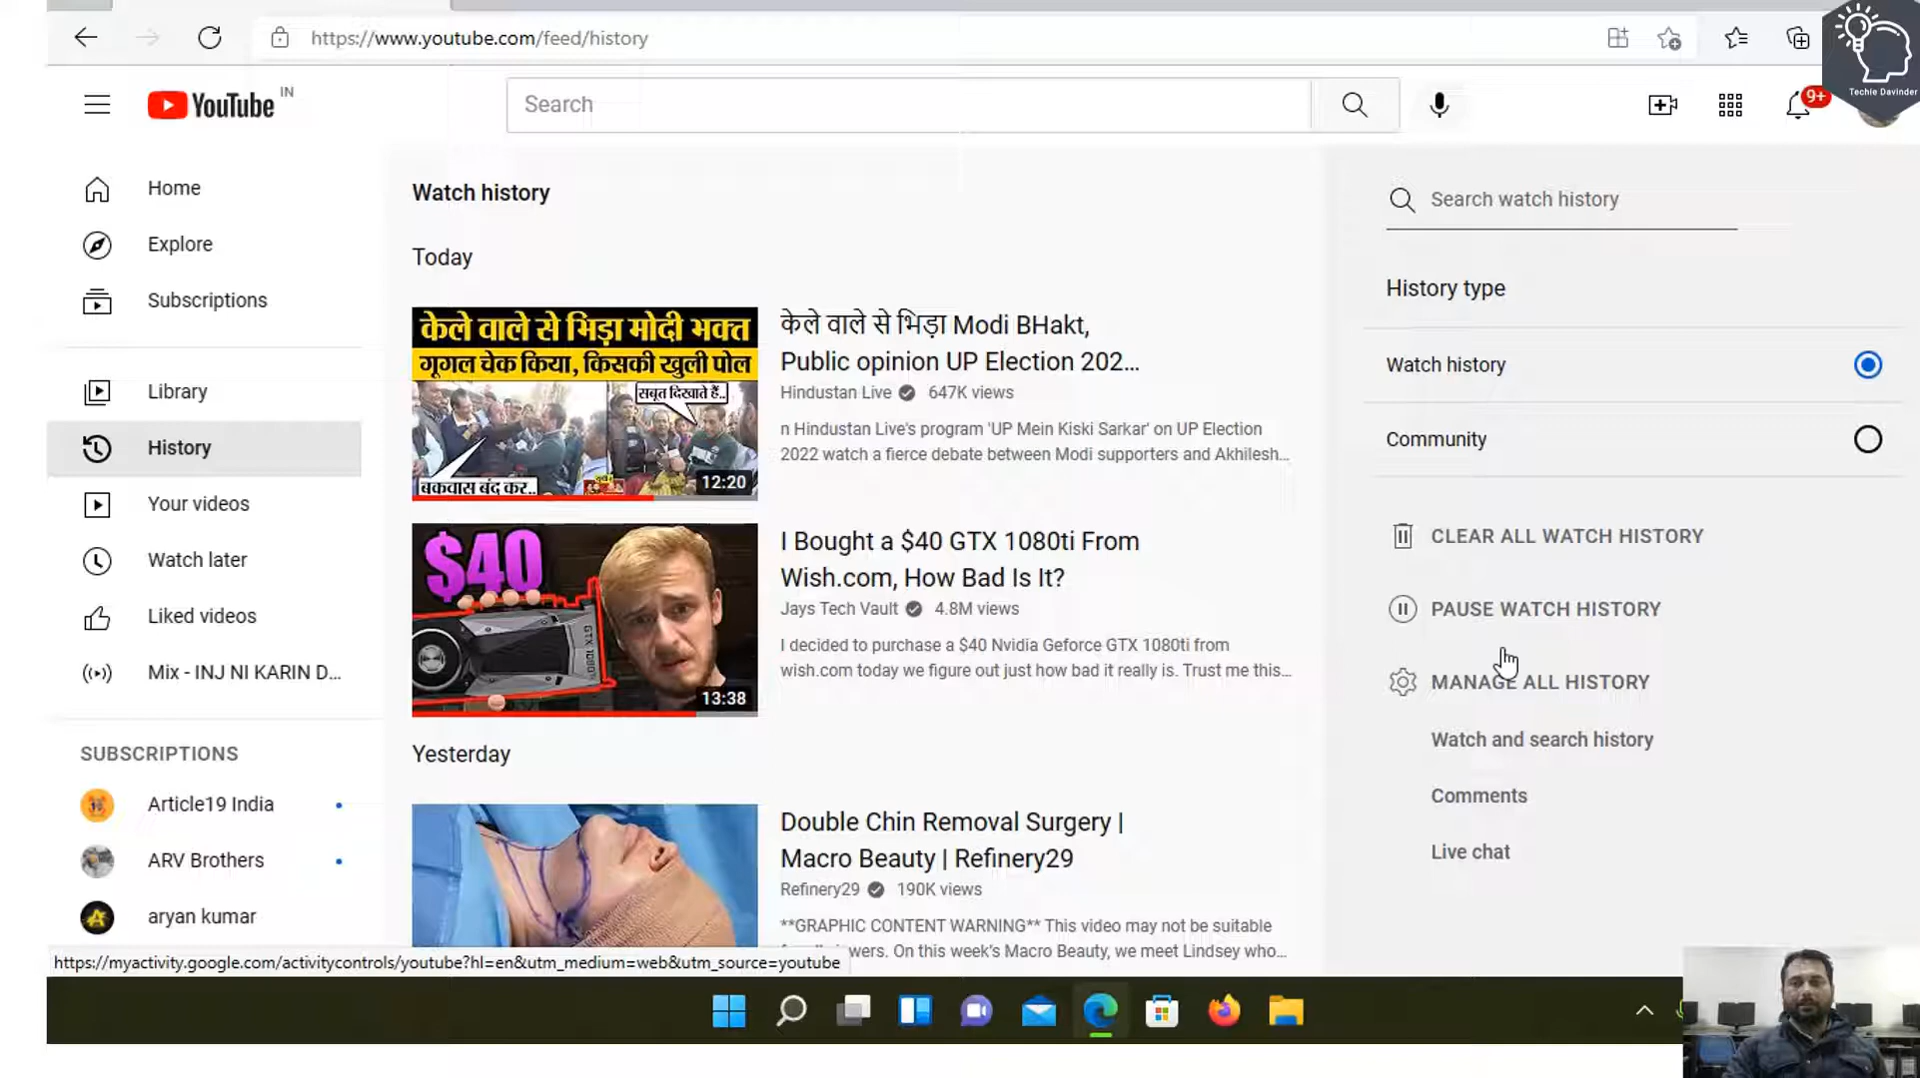 https://www.youtube.com/feed/history
Techie Davinder
YouTube IN
Search
9+
Home
Explore
Subscriptions
Library
History
Your videos
Watch later
Liked videos
Mix - INJ NI KARIN D...
SUBSCRIPTIONS
Article19 India
ARV Brothers
aryan kumar
Watch history
Today
केले वाले से भिड़ा मोदी भक्त
गूगल चेक किया, किसकी खुली पोल
सबूत दिखाते हैं..
बकवास बंद कर..
12:20
केले वाले से भिड़ा Modi BHakt,
Public opinion UP Election 202...
Hindustan Live 647K views
n Hindustan Live's program 'UP Mein Kiski Sarkar' on UP Election
2022 watch a fierce debate between Modi supporters and Akhilesh...
$40
GTX 1080
13:38
I Bought a $40 GTX 1080ti From
Wish.com, How Bad Is It?
Jays Tech Vault 4.8M views
I decided to purchase a $40 Nvidia Geforce GTX 1080ti from
wish.com today we figure out just how bad it really is. Trust me this...
Yesterday
Double Chin Removal Surgery |
Macro Beauty | Refinery29
Refinery29 190K views
**GRAPHIC CONTENT WARNING** This video may not be suitable
wers. On this week's Macro Beauty, we meet Lindsey who...
Search watch history
History type
Watch history
Community
CLEAR ALL WATCH HISTORY
PAUSE WATCH HISTORY
MANAGE ALL HISTORY
Watch and search history
Comments
Live chat
https://myactivity.google.com/activitycontrols/youtube?hl=en&utm_medium=web&utm_source=youtube